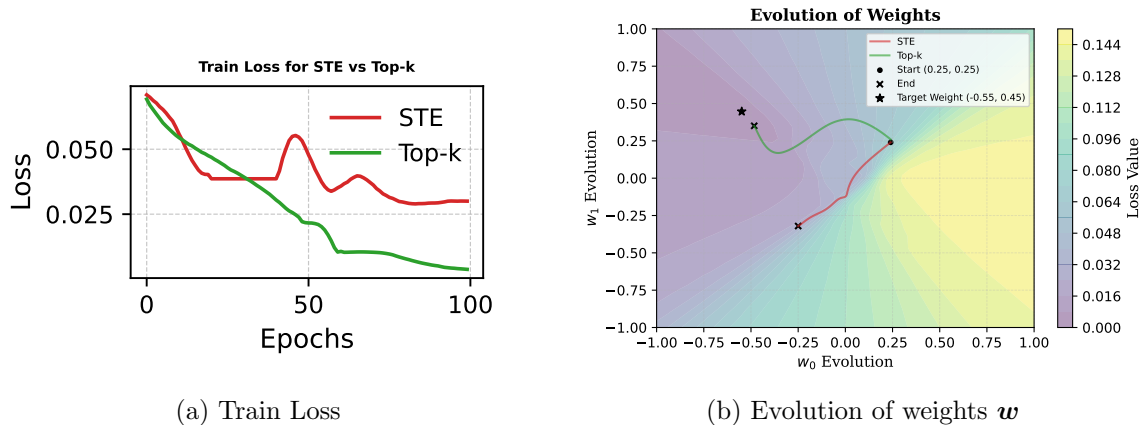 Train Loss for STE vs Top-k
STE
Top-k
0.050
0.025
Loss
0
50
100
Epochs
(a) Train Loss
Evolution of Weights
STE
Top-k
Start (0.25, 0.25)
End
Target Weight (-0.55, 0.45)
1.00
0.75
0.50
0.25
0.00
−0.25
−0.50
−0.75
−1.00
w₁ Evolution
−1.00 −0.75 −0.50 −0.25 0.00 0.25 0.50 0.75 1.00
w₀ Evolution
0.144
0.128
0.112
0.096
0.080
0.064
0.048
0.032
0.016
0.000
Loss Value
(b) Evolution of weights w